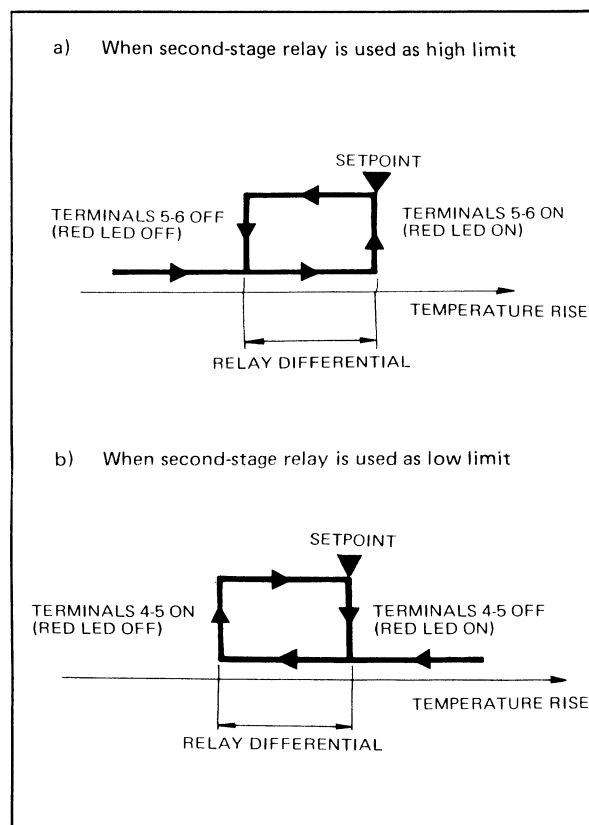 a) When second-stage relay is used as high limit
SETPOINT
TERMINALS 5-6 OFF
(RED LED OFF)
TERMINALS 5-6 ON
(RED LED ON)
TEMPERATURE RISE
RELAY DIFFERENTIAL
b) When second-stage relay is used as low limit
SETPOINT
TERMINALS 4-5 ON
(RED LED OFF)
TERMINALS 4-5 OFF
(RED LED ON)
TEMPERATURE RISE
RELAY DIFFERENTIAL